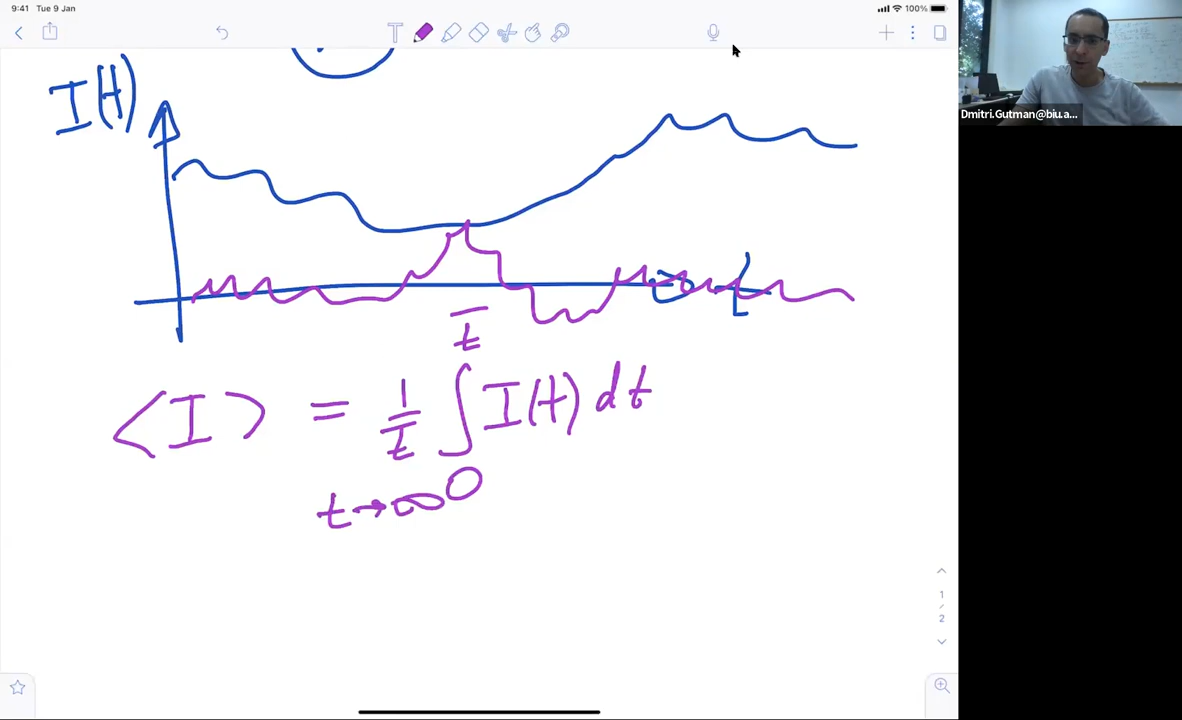 9:41 Tue 9 Jan
100%
T
Dmitri.Gutman@biu.a...
I(t)
t
t
<I> = 1/t ∫ I(t) dt
0
t→∞
1
/
2